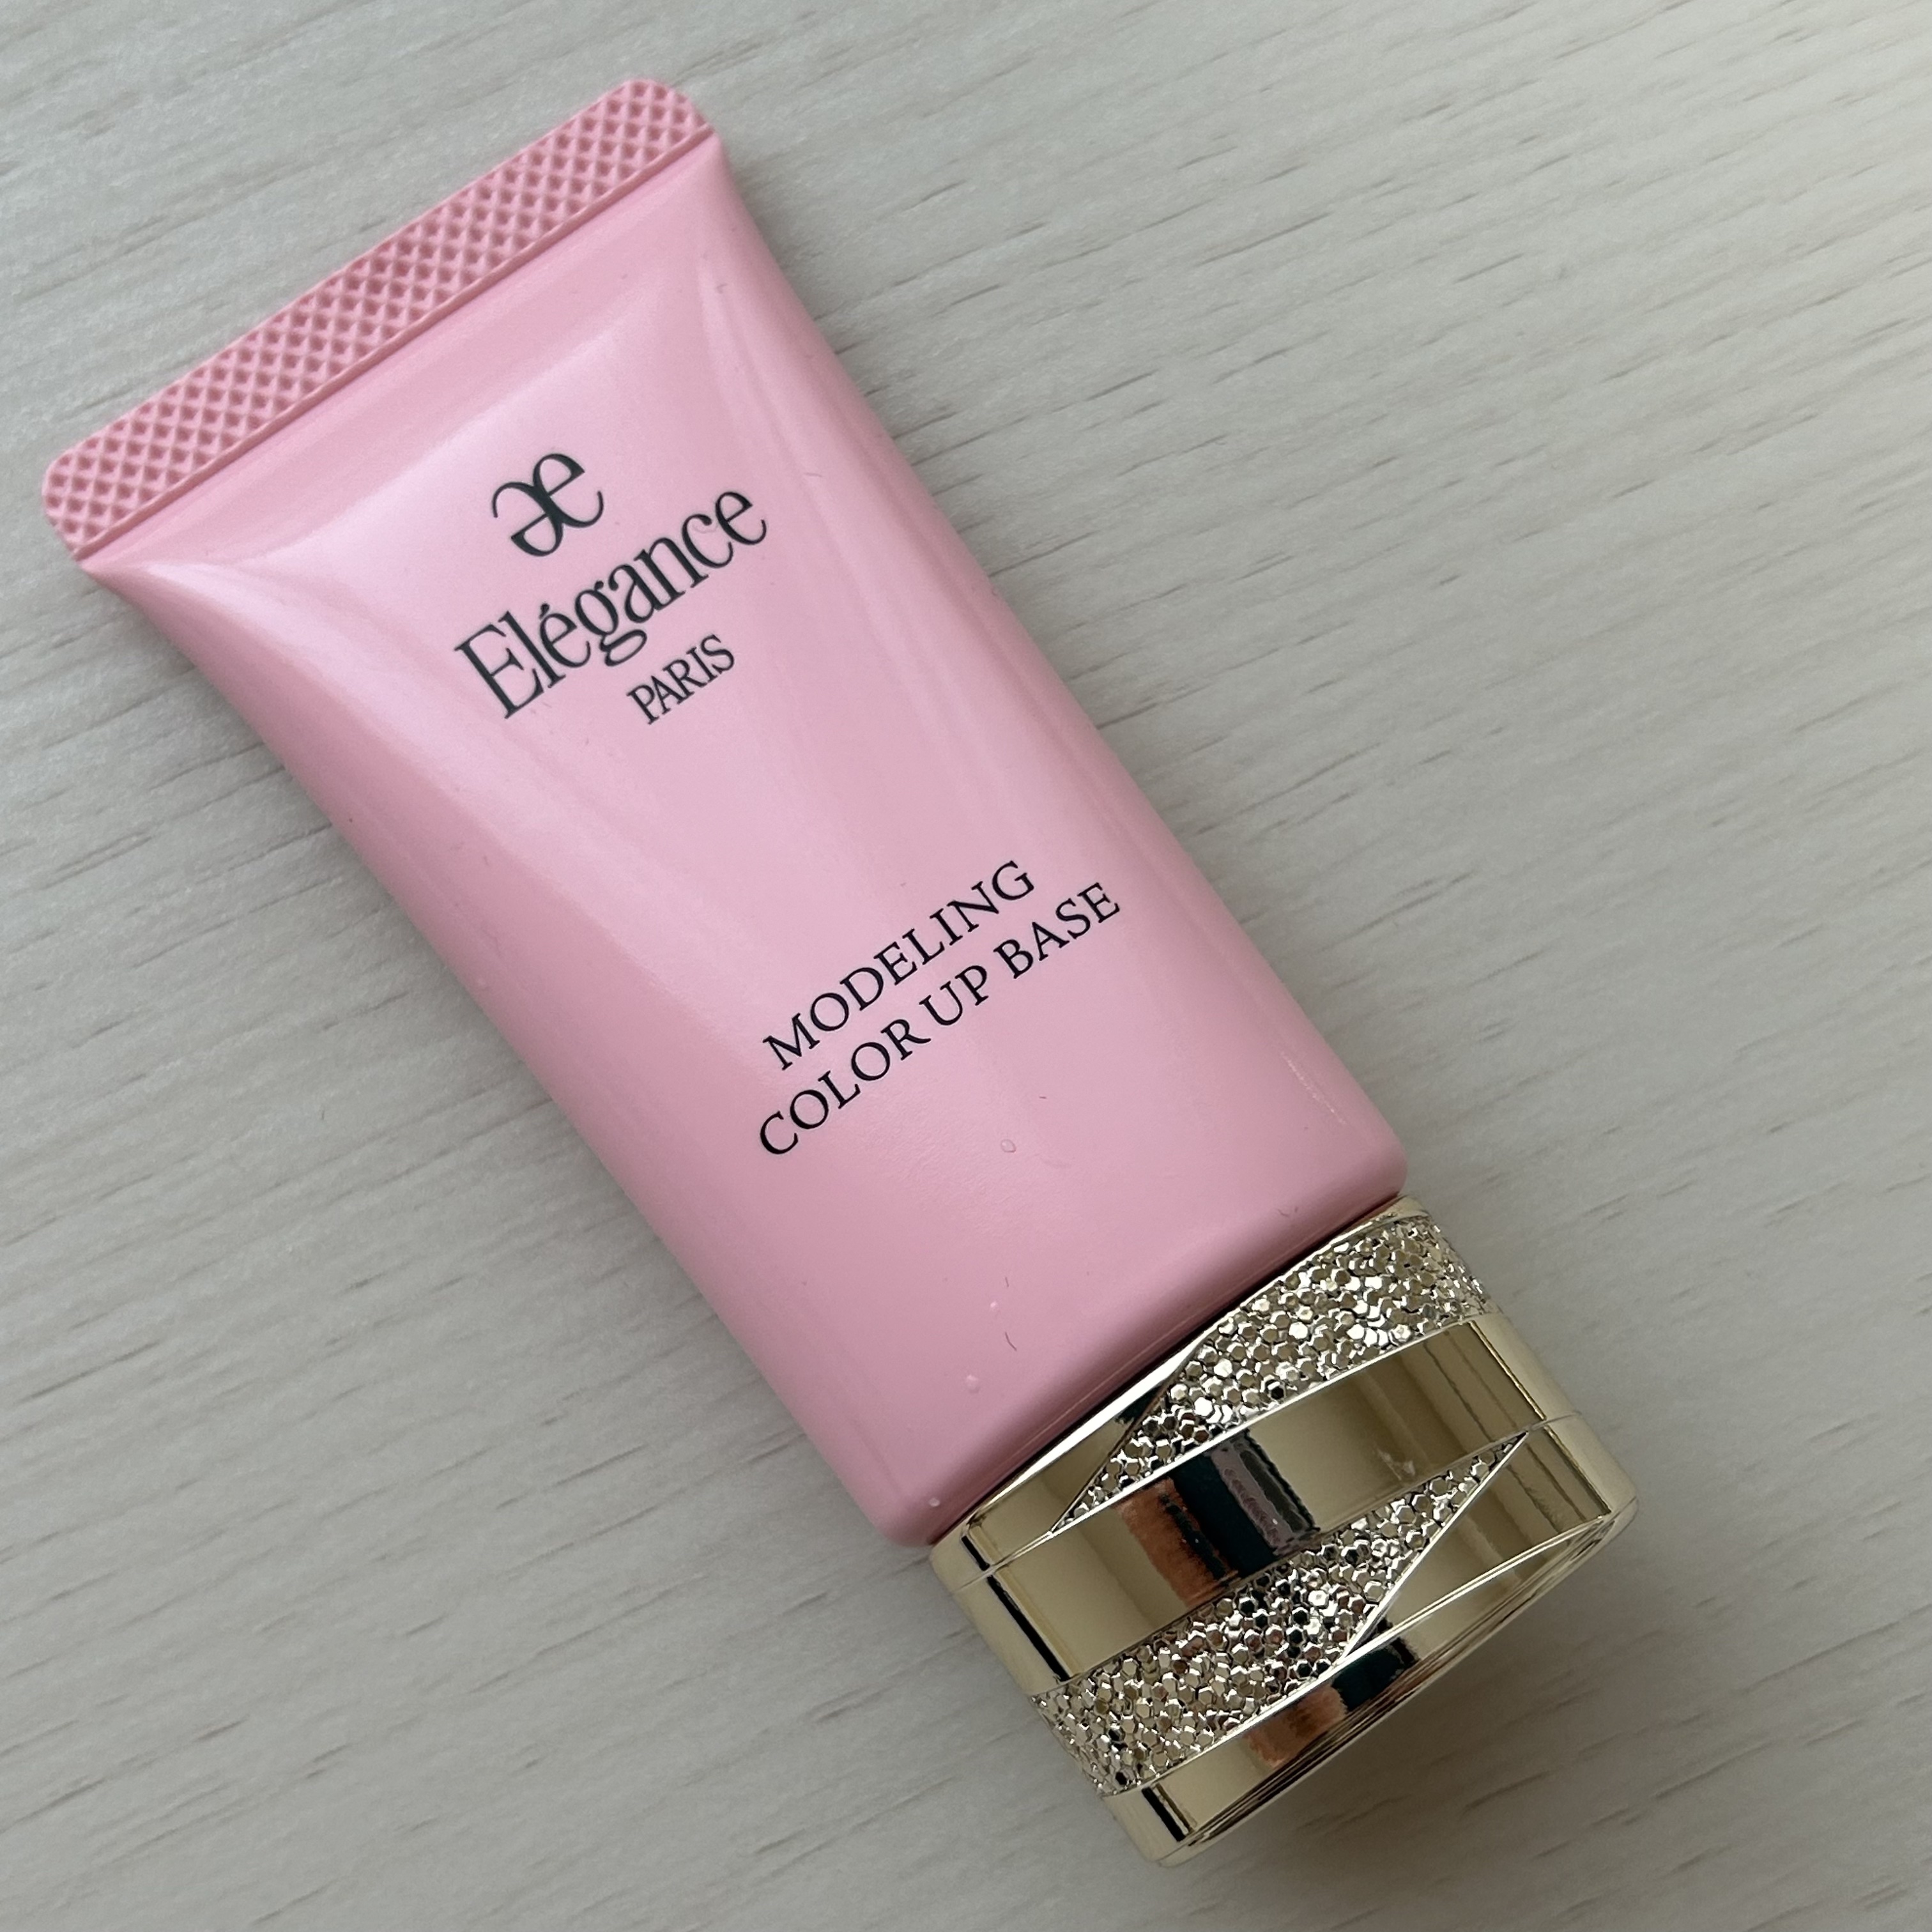 Elégance
PARIS
MODELING
COLOR UP BASE